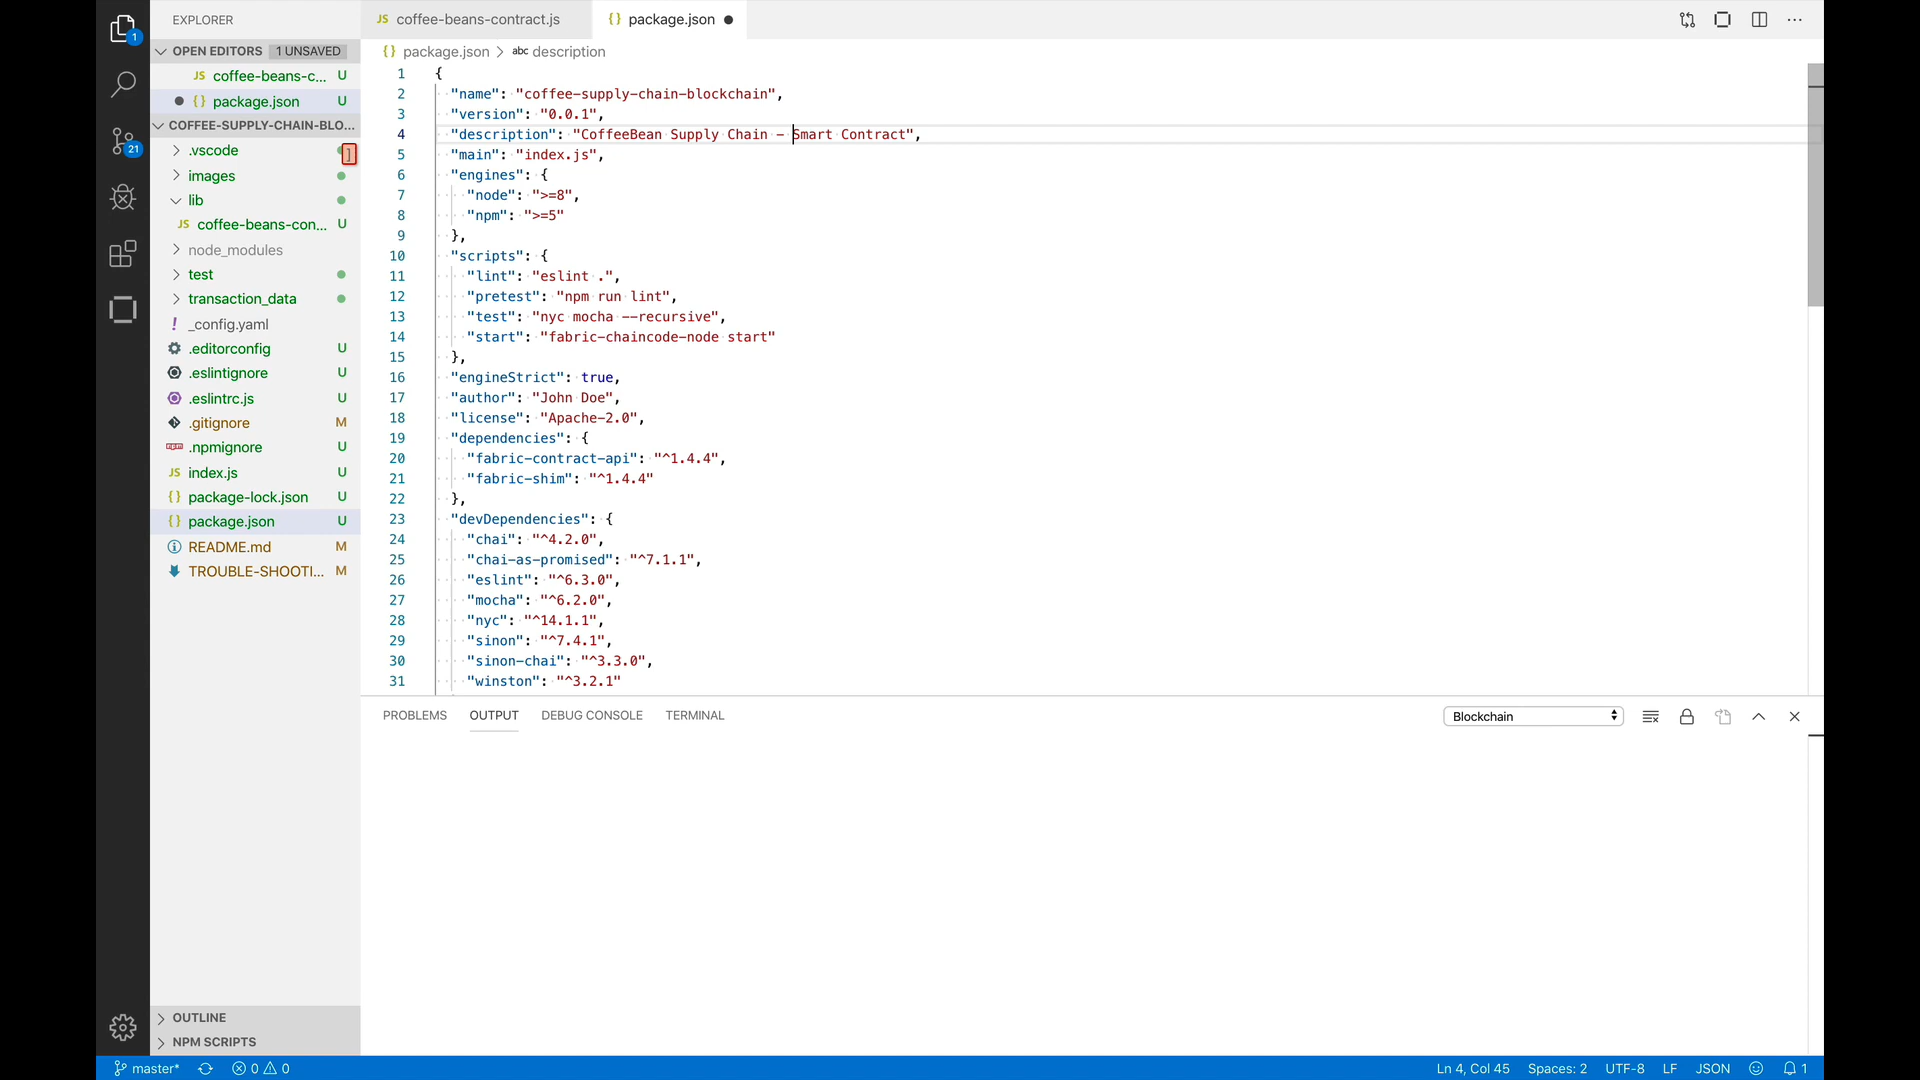 EXPLORER
OPEN EDITORS 1 UNSAVED
JS coffee-beans-c... U
{} package.json U
COFFEE-SUPPLY-CHAIN-BLO...
.vscode
images
lib
JS coffee-beans-con... U
node_modules
test
transaction_data
! _config.yaml
.editorconfig U
.eslintignore U
.eslintrc.js U
.gitignore M
.npmignore U
JS index.js U
{} package-lock.json U
{} package.json U
README.md M
TROUBLE-SHOOTI... M
OUTLINE
NPM SCRIPTS
1
21
JS coffee-beans-contract.js {} package.json
{} package.json > abc description
1 {
2 "name": "coffee-supply-chain-blockchain",
3 "version": "0.0.1",
4 "description": "CoffeeBean Supply Chain - Smart Contract",
5 "main": "index.js",
6 "engines": {
7 "node": ">=8",
8 "npm": ">=5"
9 },
10 "scripts": {
11 "lint": "eslint .",
12 "pretest": "npm run lint",
13 "test": "nyc mocha --recursive",
14 "start": "fabric-chaincode-node start"
15 },
16 "engineStrict": true,
17 "author": "John Doe",
18 "license": "Apache-2.0",
19 "dependencies": {
20 "fabric-contract-api": "^1.4.4",
21 "fabric-shim": "^1.4.4"
22 },
23 "devDependencies": {
24 "chai": "^4.2.0",
25 "chai-as-promised": "^7.1.1",
26 "eslint": "^6.3.0",
27 "mocha": "^6.2.0",
28 "nyc": "^14.1.1",
29 "sinon": "^7.4.1",
30 "sinon-chai": "^3.3.0",
31 "winston": "^3.2.1"
PROBLEMS OUTPUT DEBUG CONSOLE TERMINAL Blockchain
master* 0 0 Ln 4, Col 45 Spaces: 2 UTF-8 LF JSON 1